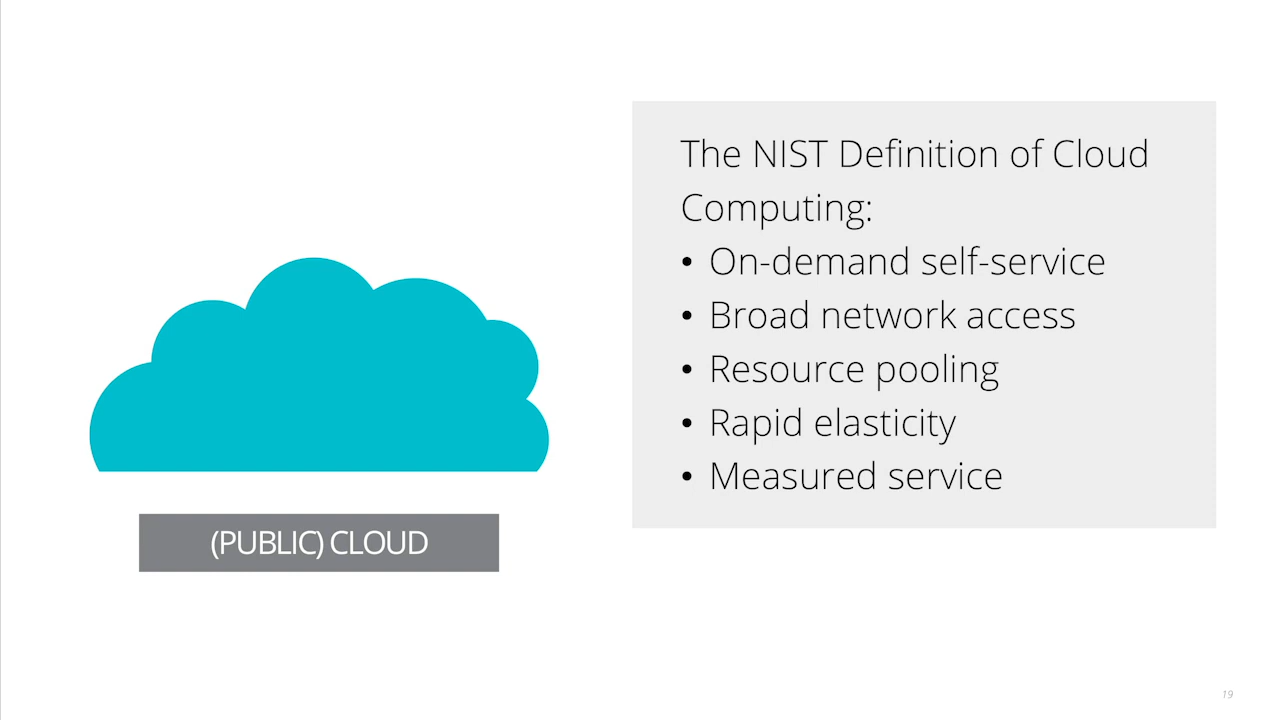 The NIST Definition of Cloud
Computing:
• On-demand self-service
• Broad network access
• Resource pooling
• Rapid elasticity
• Measured service
(PUBLIC) CLOUD
19